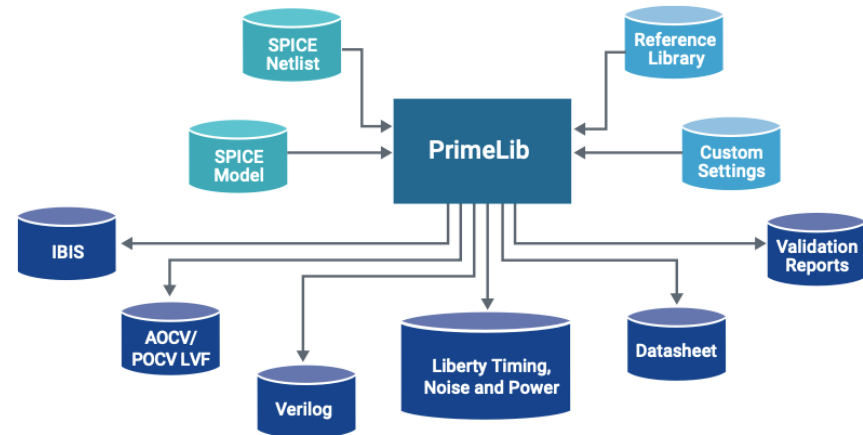 SPICE
Netlist
Reference
Library
PrimeLib
SPICE
Model
Custom
Settings
IBIS
Validation
Reports
AOCV/
POCV LVF
Verilog
Liberty Timing,
Noise and Power
Datasheet